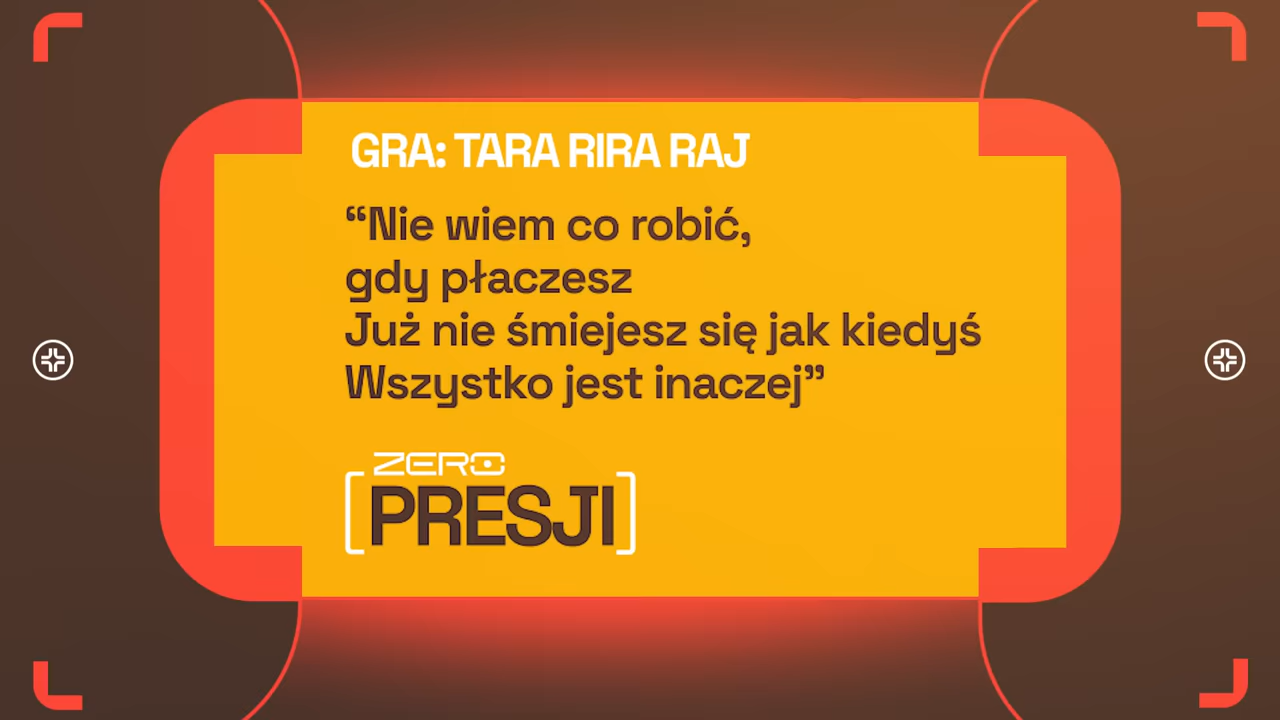 GRA: TARA RIRA RAJ
“Nie wiem co robić,
gdy płaczesz
Już nie śmiejesz się jak kiedyś
Wszystko jest inaczej”
ZERO
[PRESJI]